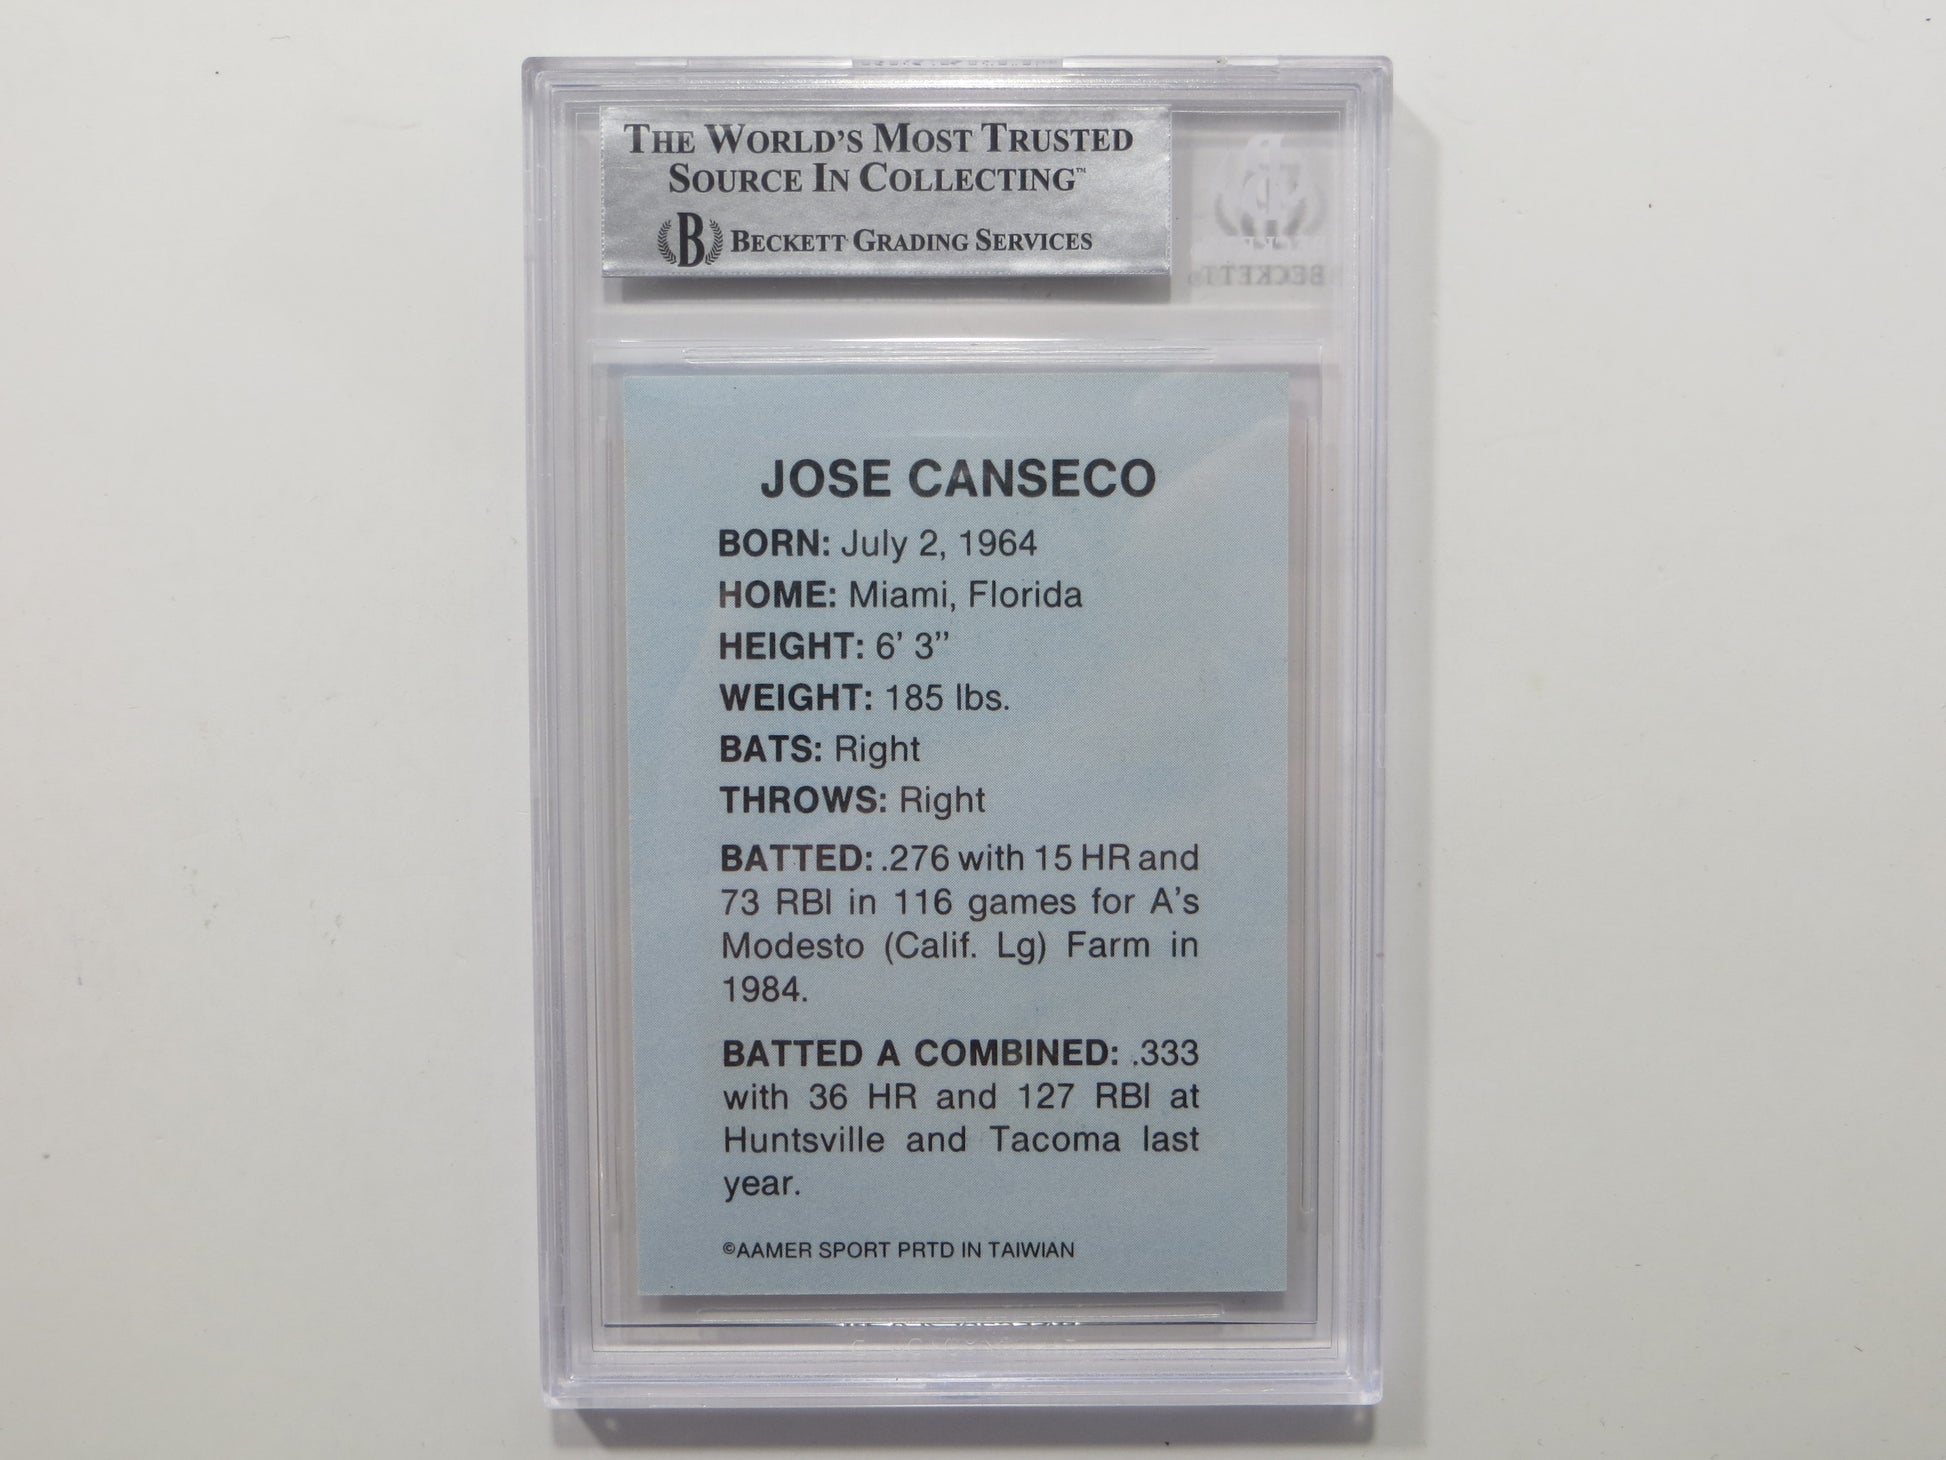 THE WORLD'S MOST TRUSTED
SOURCE IN COLLECTING™
B BECKETT GRADING SERVICES
BECKETT
JOSE CANSECO
BORN: July 2, 1964
HOME: Miami, Florida
HEIGHT: 6' 3"
WEIGHT: 185 lbs.
BATS: Right
THROWS: Right
BATTED: .276 with 15 HR and
73 RBI in 116 games for A's
Modesto (Calif. Lg) Farm in
1984.
BATTED A COMBINED: .333
with 36 HR and 127 RBI at
Huntsville and Tacoma last
year.
©AAMER SPORT PRTD IN TAIWIAN